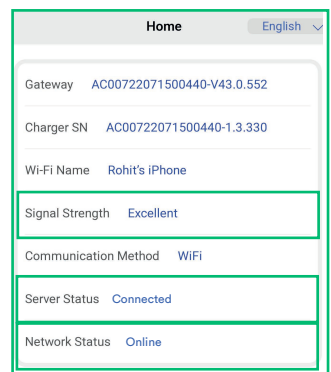 Home English
Gateway AC00722071500440-V43.0.552
Charger SN AC00722071500440-1.3.330
Wi-Fi Name Rohit's iPhone
Signal Strength Excellent
Communication Method WiFi
Server Status Connected
Network Status Online